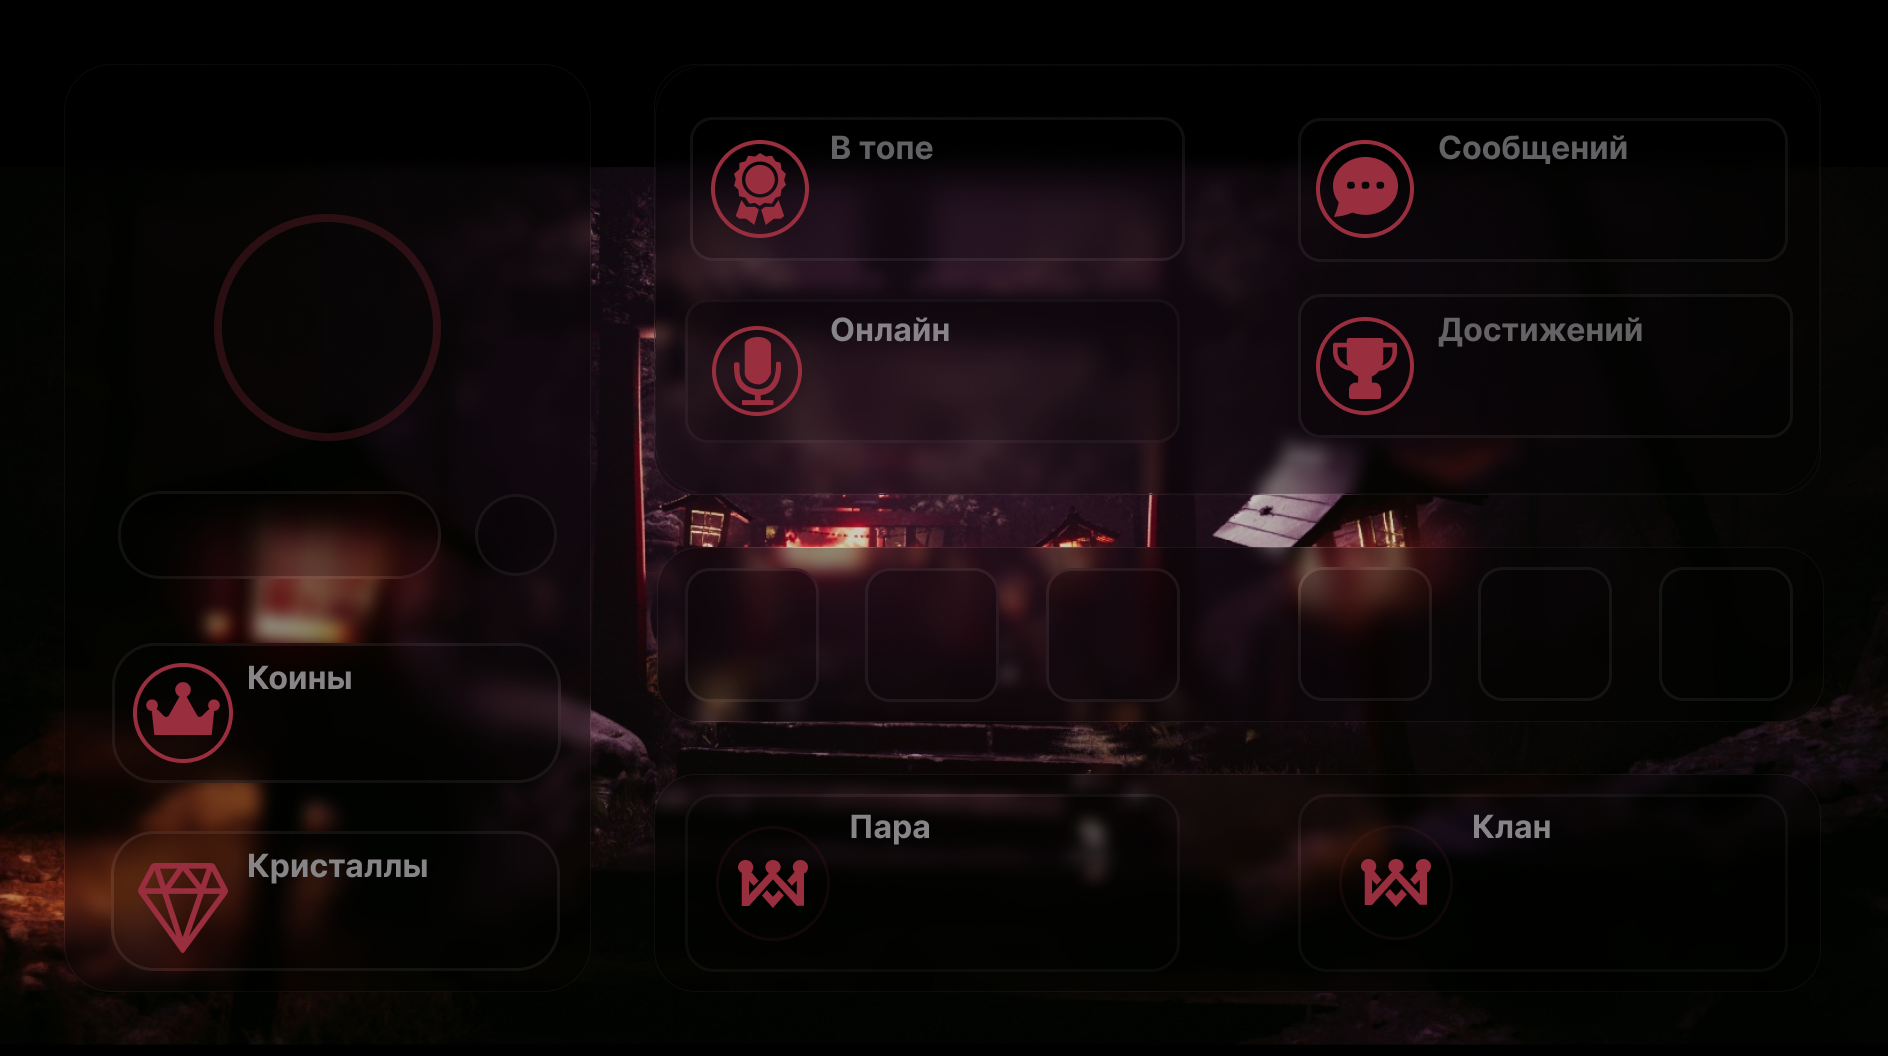 В топе
Сообщений
Онлайн
Достижений
Коины
Кристаллы
Пара
Клан